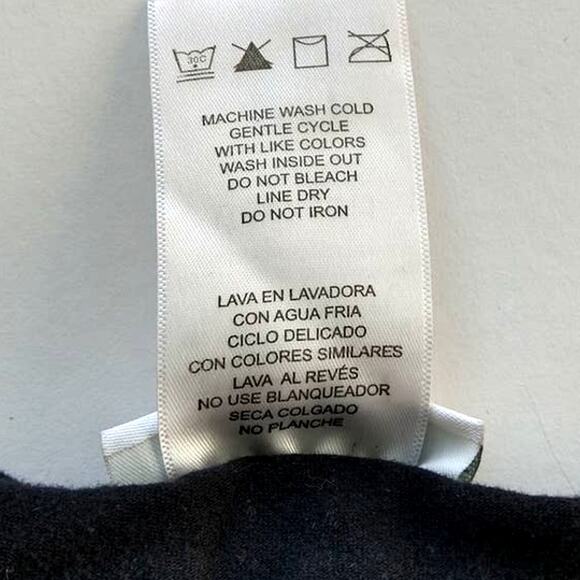 30C
MACHINE WASH COLD
GENTLE CYCLE
WITH LIKE COLORS
WASH INSIDE OUT
DO NOT BLEACH
LINE DRY
DO NOT IRON
LAVA EN LAVADORA
CON AGUA FRIA
CICLO DELICADO
CON COLORES SIMILARES
LAVA AL REVÉS
NO USE BLANQUEADOR
SECA COLGADO
NO PLANCHE